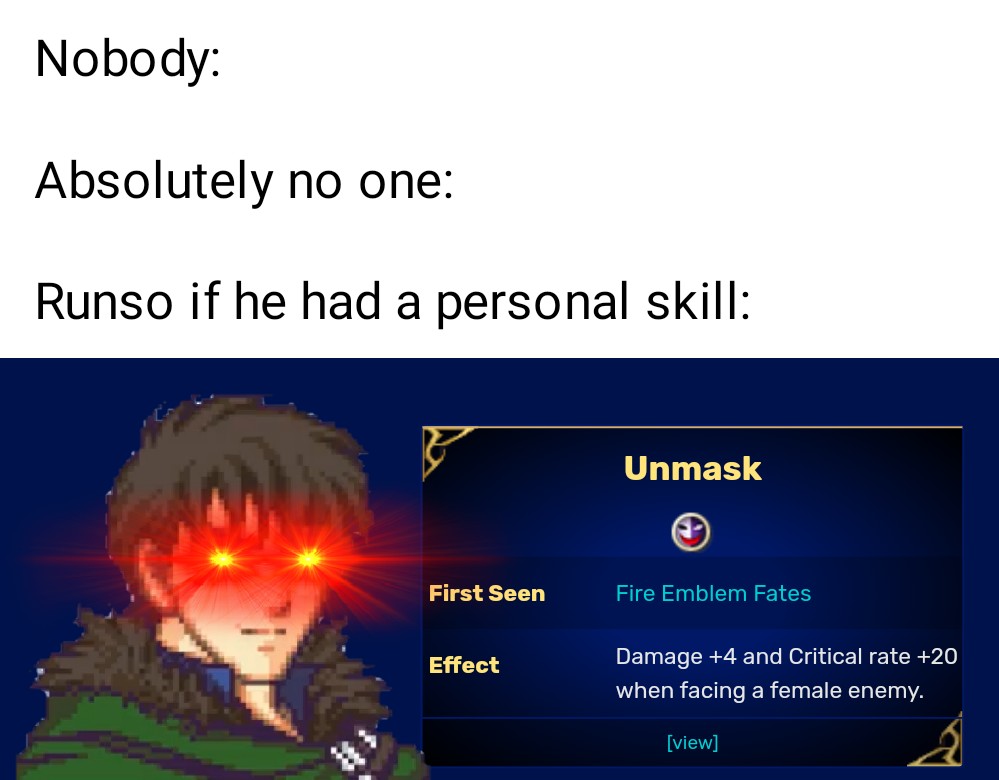 Nobody:
Absolutely no one:
Runso if he had a personal skill:
Unmask
First Seen
Fire Emblem Fates
Effect
Damage +4 and Critical rate +20
when facing a female enemy.
[view]